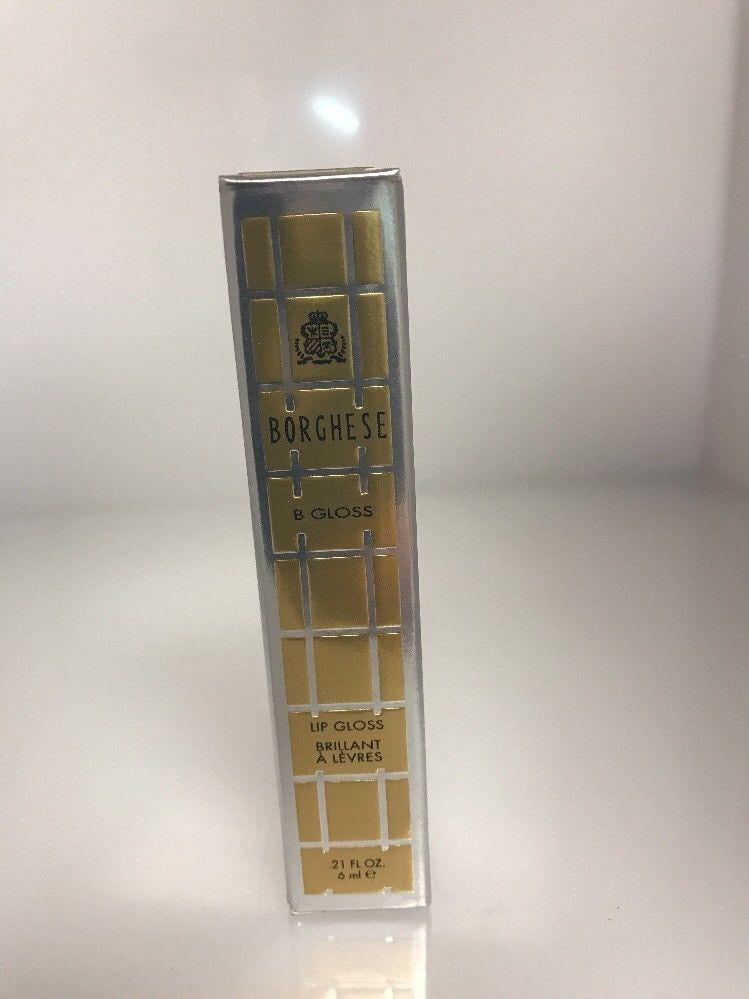 BORGHESE
B GLOSS
LIP GLOSS
BRILLANT
À LÈVRES
.21 FL OZ.
6 ml ℮